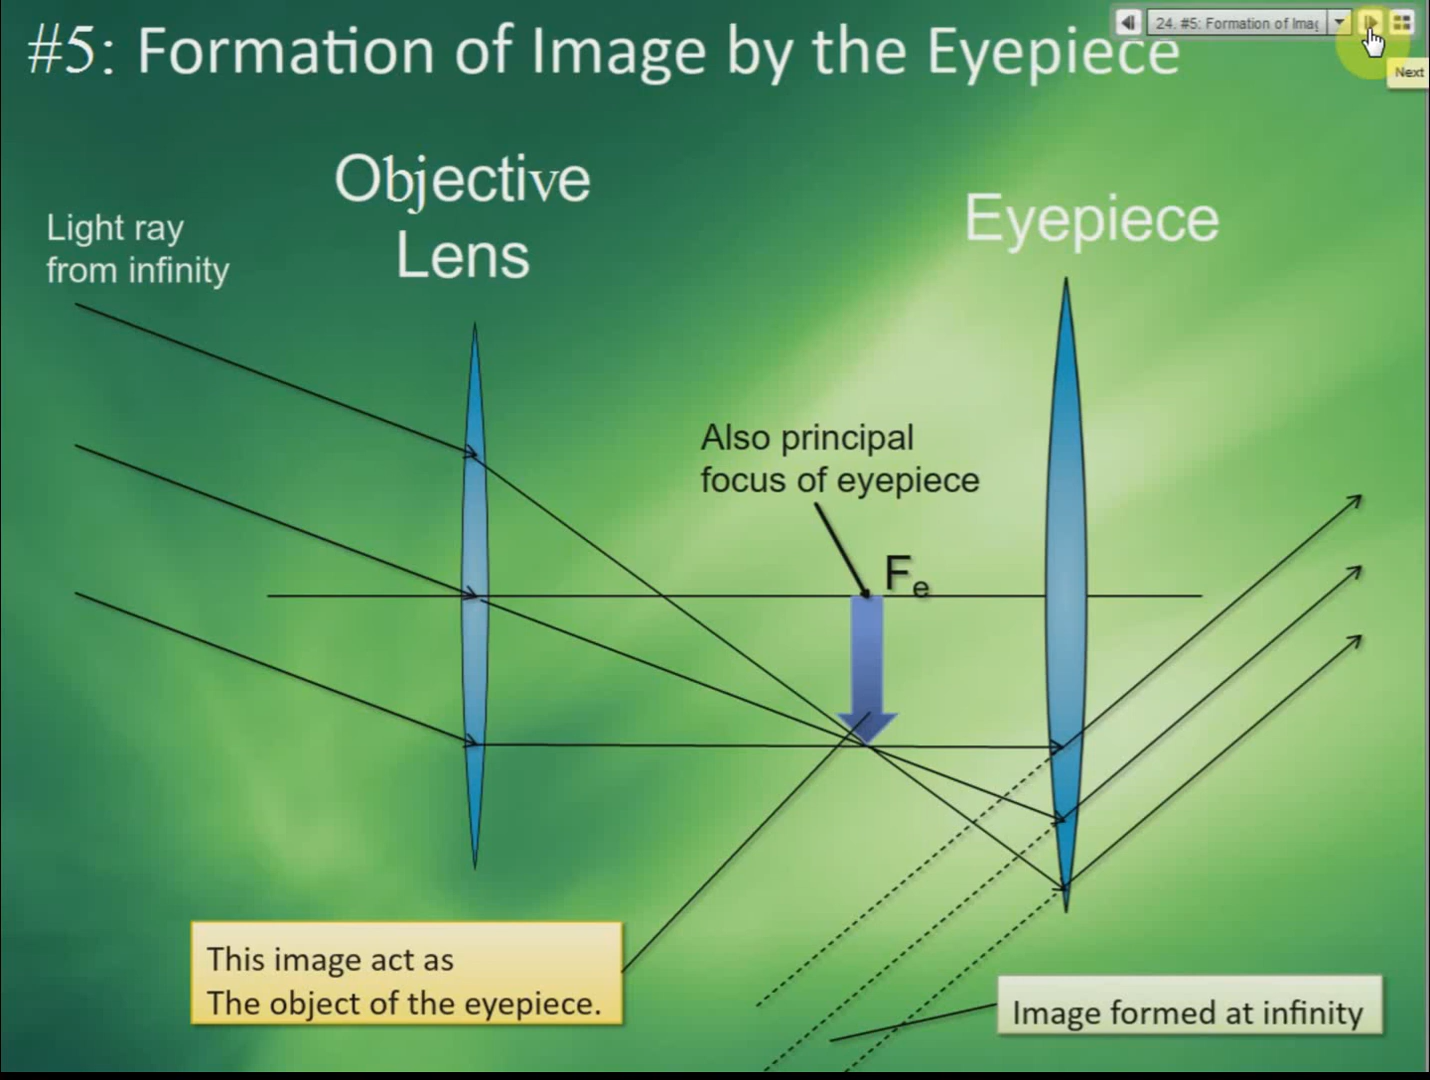 24. #5: Formation of Imag
Next
#5: Formation of Image by the Eyepiece
Objective
Lens
Eyepiece
Light ray
from infinity
Also principal
focus of eyepiece
Fe
This image act as
The object of the eyepiece.
Image formed at infinity